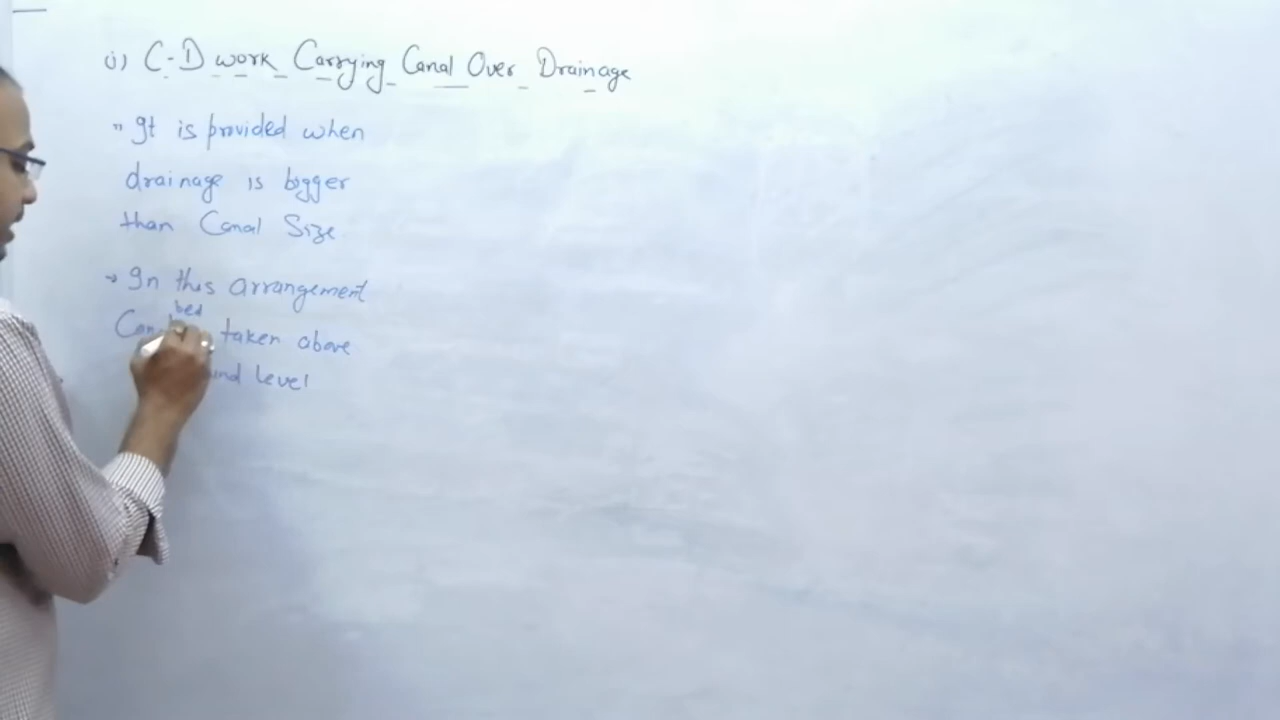 i) C-D work Carrying Canal Over Drainage
" It is provided when
drainage is bigger
than Canal Size
→ In this arrangement
bed
taken above
level